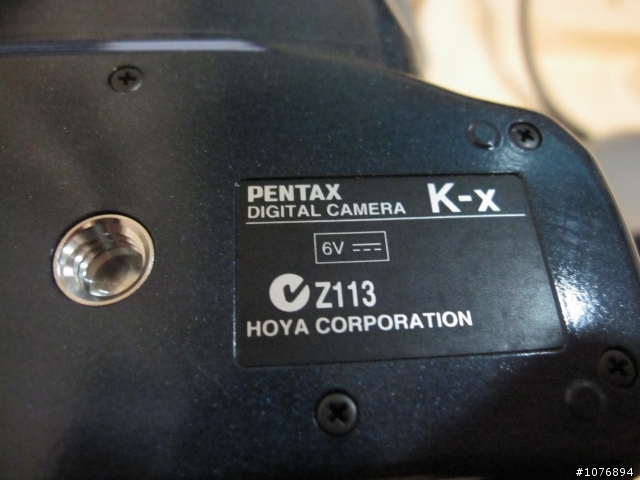 PENTAX
DIGITAL CAMERA K-x
6V
Z113
HOYA CORPORATION
#1076894